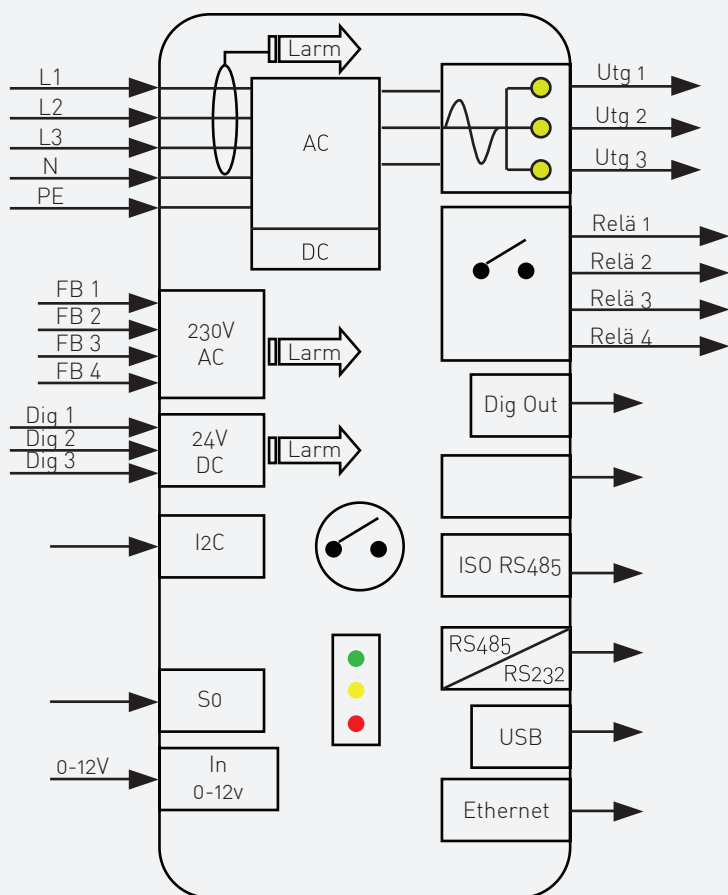 Larm
L1
L2
L3
N
PE
AC
DC
Utg 1
Utg 2
Utg 3
Relä 1
Relä 2
Relä 3
Relä 4
FB 1
FB 2
FB 3
FB 4
230V
AC
Larm
Dig 1
Dig 2
Dig 3
24V
DC
Larm
Dig Out
I2C
ISO RS485
RS485
RS232
S0
USB
0-12V
In
0-12v
Ethernet